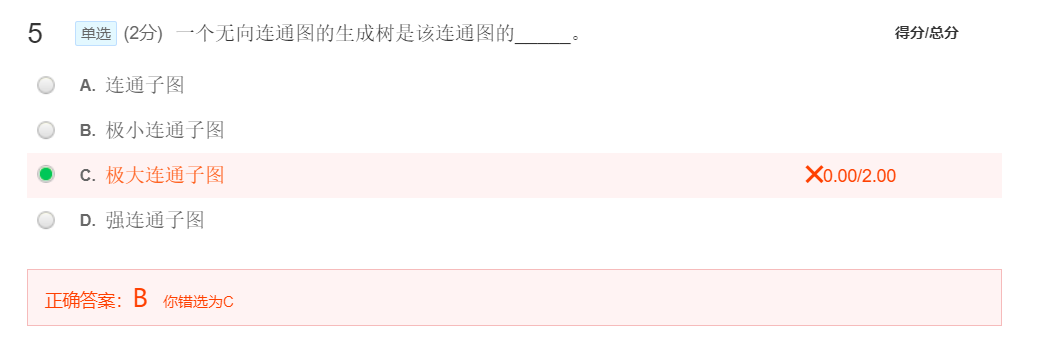 5 单选 (2分) 一个无向连通图的生成树是该连通图的_____。 得分/总分
A. 连通子图
B. 极小连通子图
C. 极大连通子图 ✕0.00/2.00
D. 强连通子图
正确答案：B 你错选为C